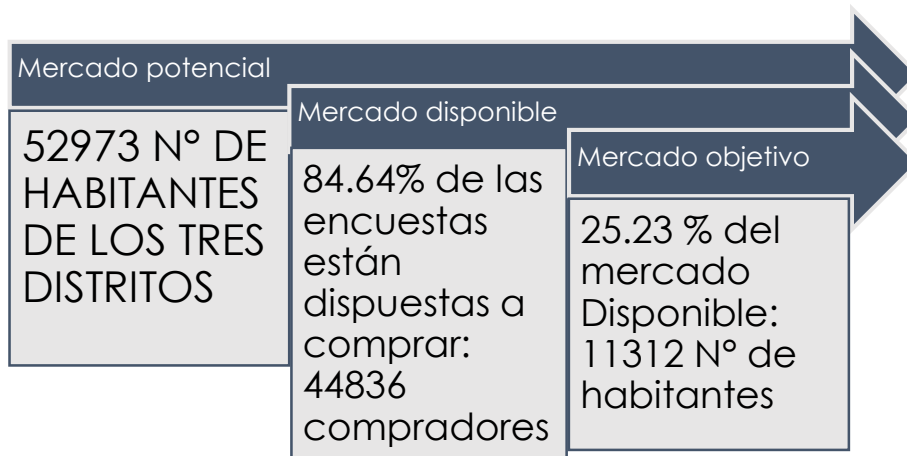 Mercado potencial
52973 N° DE
HABITANTES
DE LOS TRES
DISTRITOS
Mercado disponible
84.64% de las
encuestas
están
dispuestas a
comprar:
44836
compradores
Mercado objetivo
25.23 % del
mercado
Disponible:
11312 N° de
habitantes